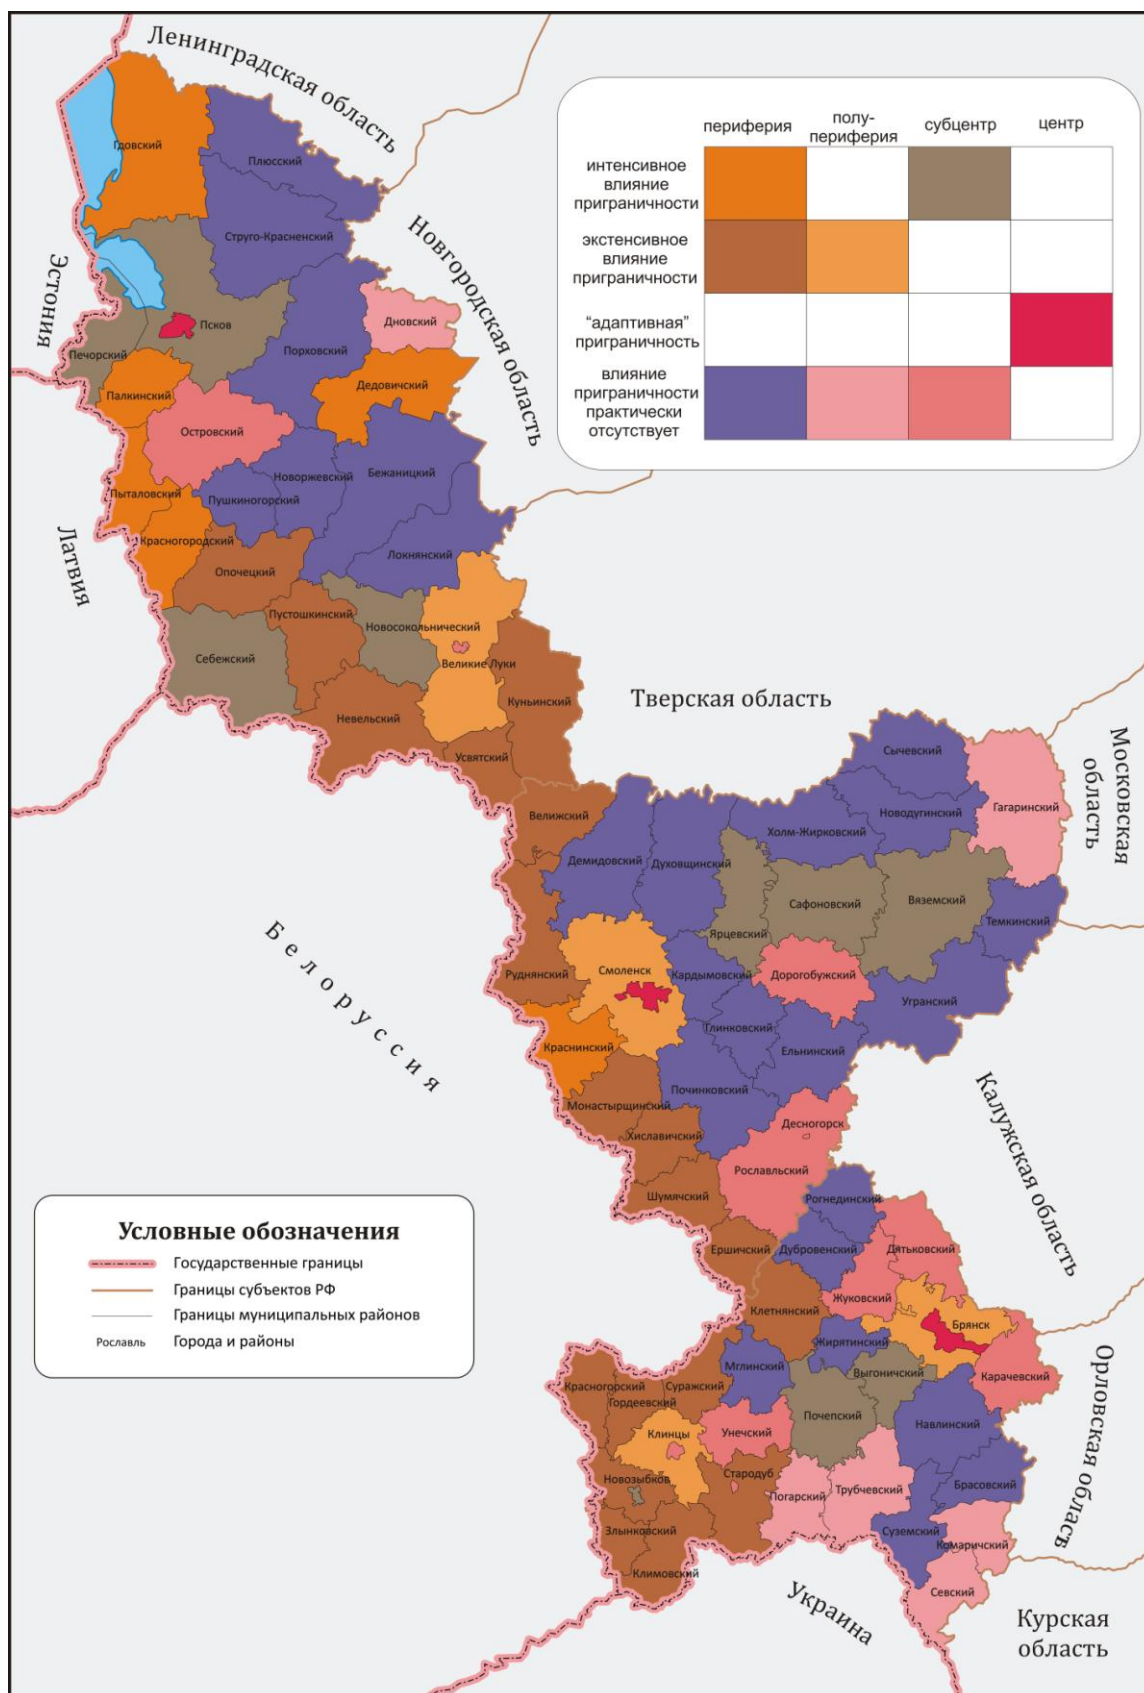 Ленинградская область
периферия
полу-
периферия
субцентр
центр
интенсивное
влияние
приграничности
экстенсивное
влияние
приграничности
“адаптивная”
приграничность
влияние
приграничности
практически
отсутствует
Гдовский
Плюсский
Струго-Красненский
Новгородская область
Эстония
Псков
Печорский
Порховский
Дновский
Палкинский
Дедовичский
Островский
Бежаницкий
Новоржевский
Пыталовский
Пушкиногорский
Латвия
Красногородский
Локнянский
Опочецкий
Пустошкинский
Новосокольнический
Себежский
Великие Луки
Куньинский
Невельский
Усвятский
Тверская область
Московская
область
Сычевский
Гагаринский
Новодугинский
Велижский
Холм-Жирковский
Демидовский
Духовщинский
Вяземский
Сафоновский
Темкинский
Ярцевский
Белоруссия
Руднянский
Смоленск
Кардымовский
Дорогобужский
Угранский
Глинковский
Краснинский
Ельнинский
Калужская область
Починковский
Монастырщинский
Десногорск
Хиславичский
Рославльский
Шумячский
Рогнединский
Ершичский
Дубровенский
Дятьковский
Условные обозначения
Государственные границы
Границы субъектов РФ
Границы муниципальных районов
Рославль
Города и районы
Жуковский
Клетнянский
Брянск
Жирятинский
Орловская обласъ
Мглинский
Выгоничский
Карачевский
Красногорский
Суражский
Гордеевский
Почепский
Навлинский
Клинцы
Унечский
Новозыбков
Стародуб
Трубчевский
Брасовский
Погарский
Злынковский
Суземский
Комаричский
Климовский
Севский
Украина
Курская
область